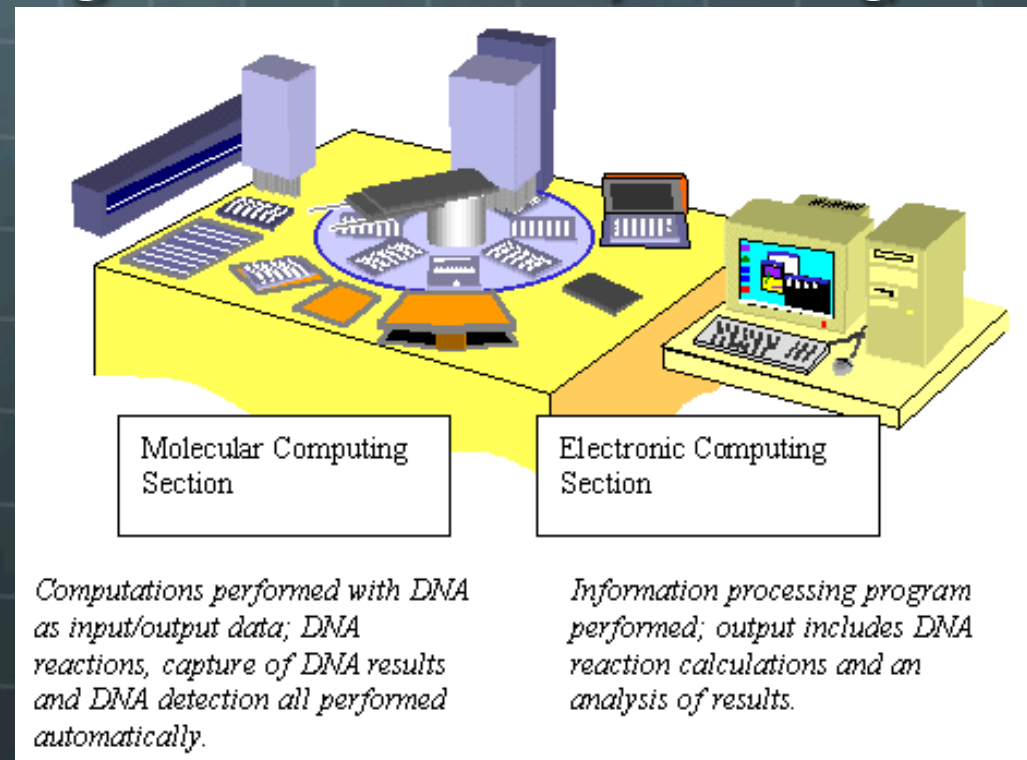 Molecular Computing
Section
Electronic Computing
Section
Computations performed with DNA
as input/output data; DNA
reactions, capture of DNA results
and DNA detection all performed
automatically.
Information processing program
performed; output includes DNA
reaction calculations and an
analysis of results.